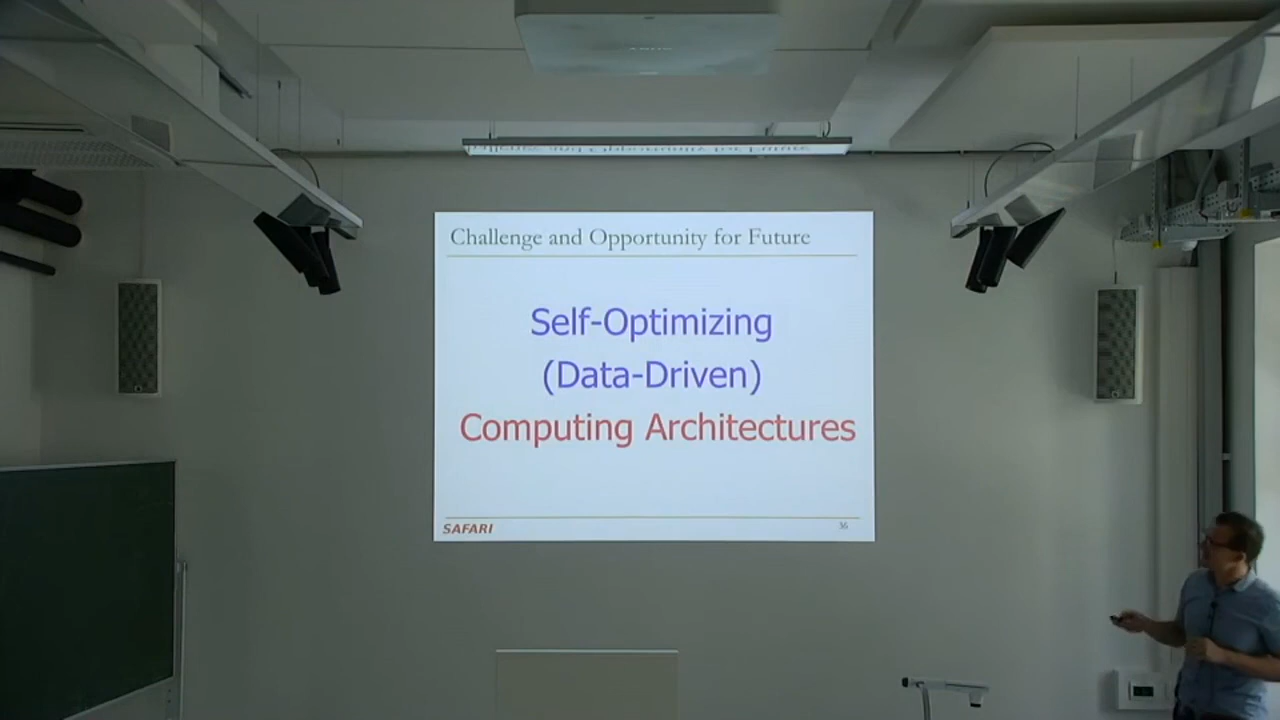 Challenge and Opportunity for Future
Self-Optimizing
(Data-Driven)
Computing Architectures
SAFARI
36